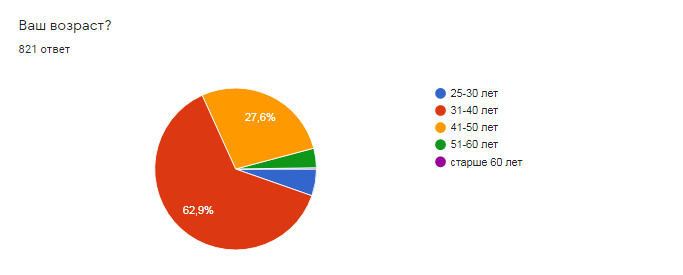 Ваш возраст?
821 ответ
25-30 лет
31-40 лет
41-50 лет
51-60 лет
старше 60 лет
27,6%
62,9%